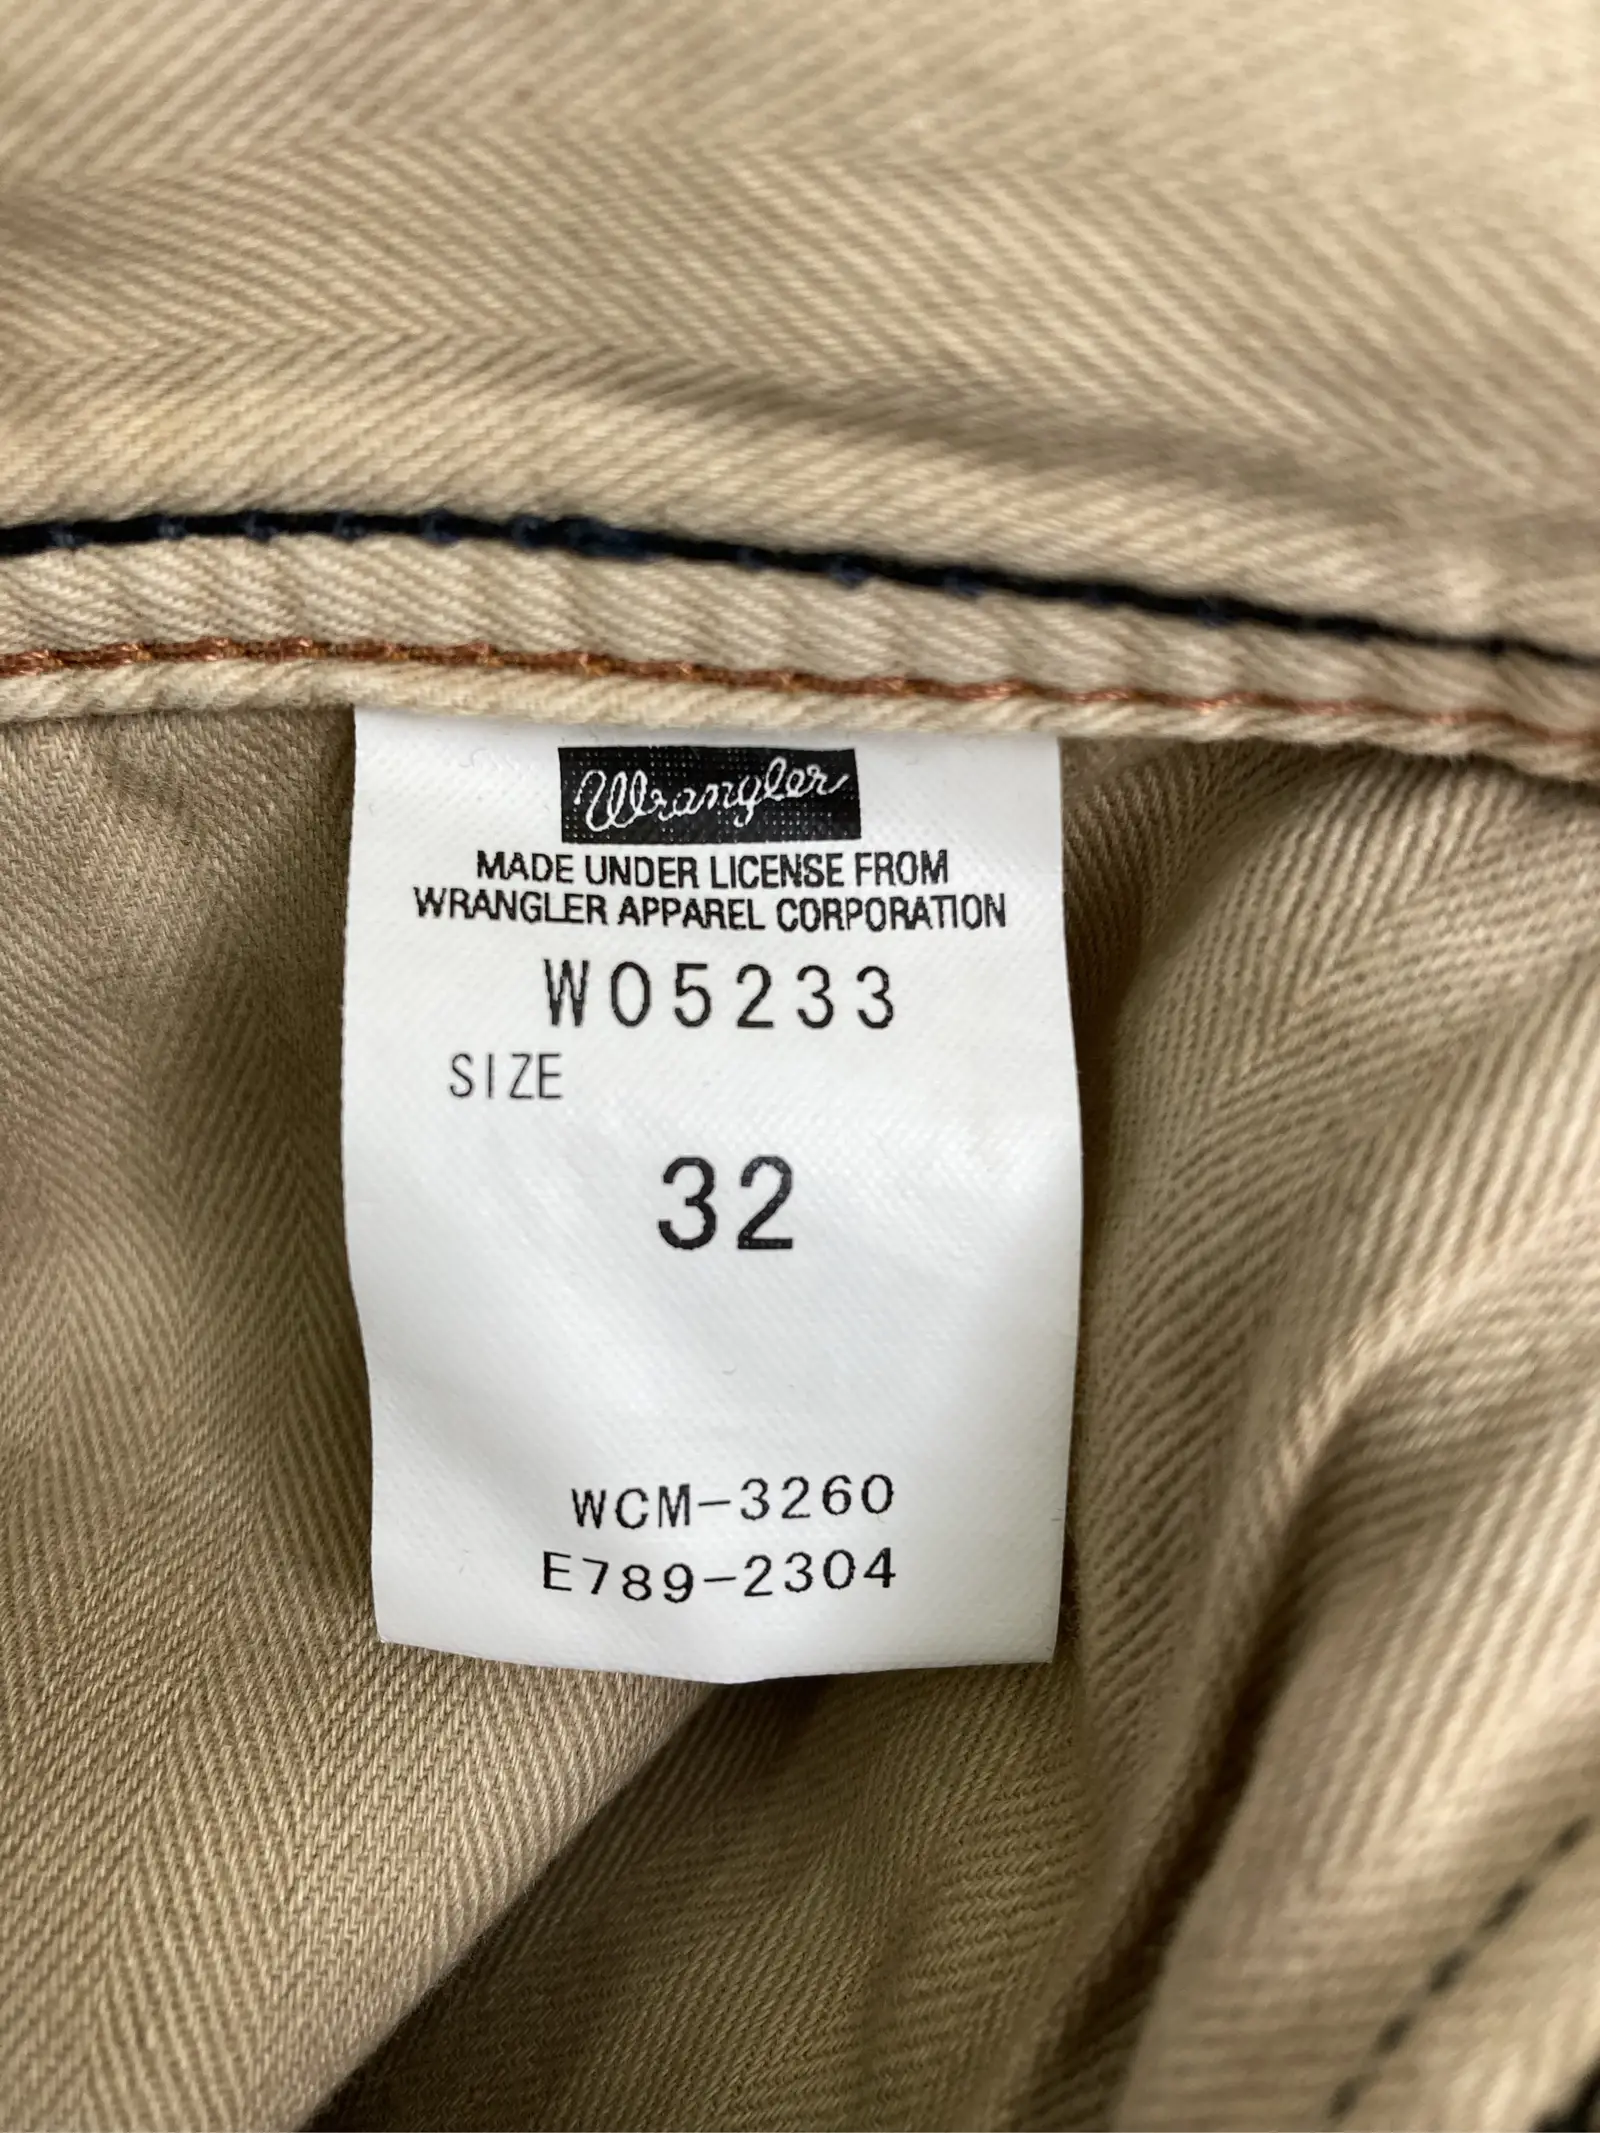 Wrangler
MADE UNDER LICENSE FROM
WRANGLER APPAREL CORPORATION
W05233
SIZE
32
WCM-3260
E789-2304